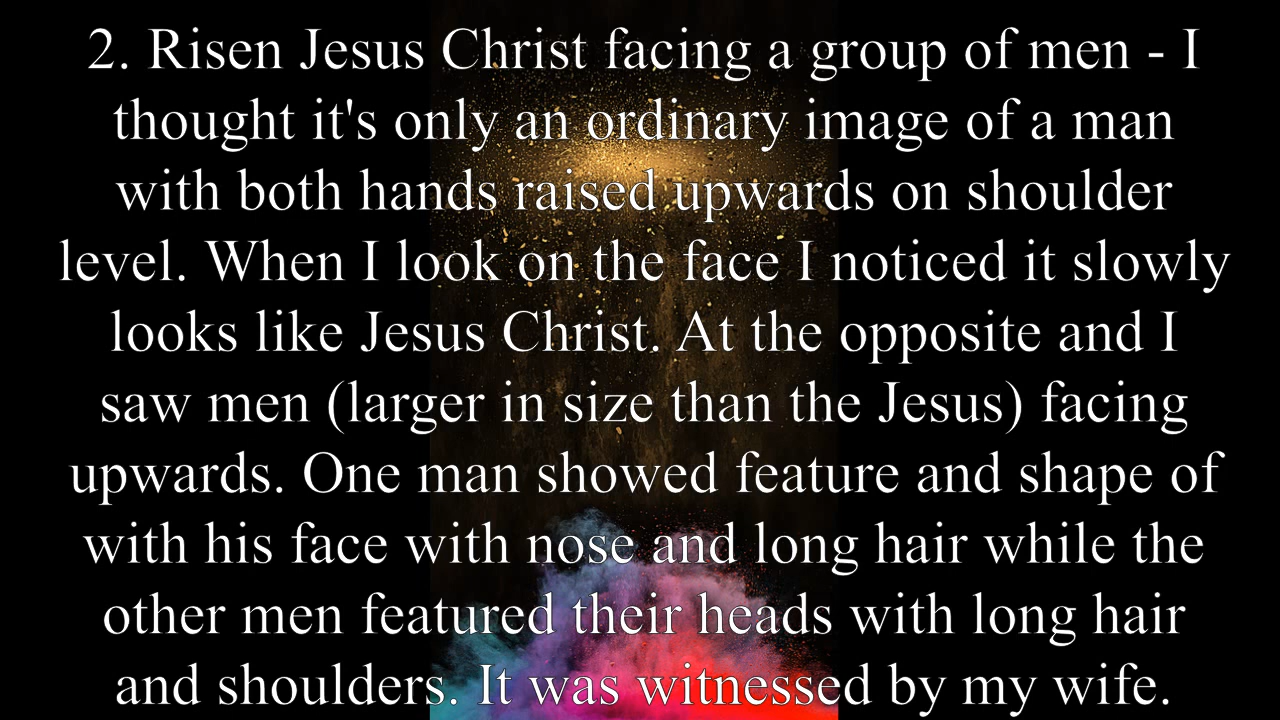 2. Risen Jesus Christ facing a group of men - I
thought it's only an ordinary image of a man
with both hands raised upwards on shoulder
level. When I look on the face I noticed it slowly
looks like Jesus Christ. At the opposite and I
saw men (larger in size than the Jesus) facing
upwards. One man showed feature and shape of
with his face with nose and long hair while the
other men featured their heads with long hair
and shoulders. It was witnessed by my wife.